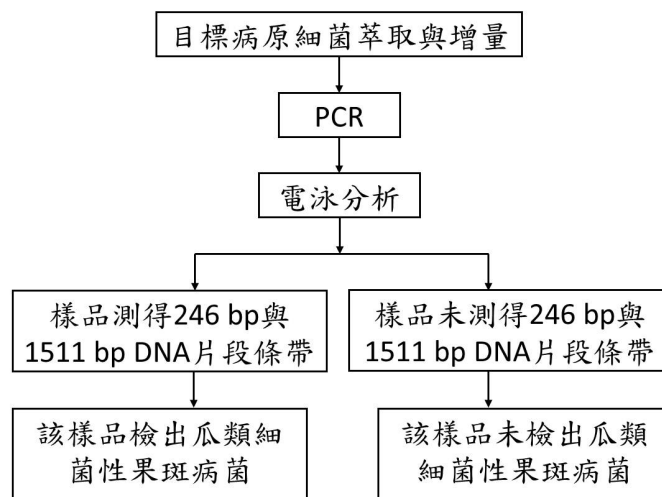 目標病原細菌萃取與增量
PCR
電泳分析
樣品測得246 bp與
1511 bp DNA片段條帶
樣品未測得246 bp與
1511 bp DNA片段條帶
該樣品檢出瓜類細
菌性果斑病菌
該樣品未檢出瓜類
細菌性果斑病菌